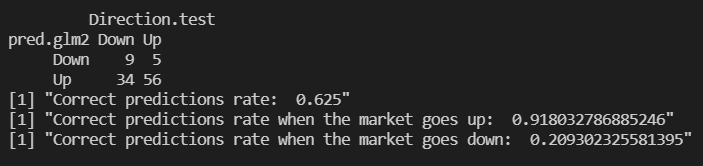 Direction.test
pred.glm2 Down Up
Down 9 5
Up 34 56
[1] "Correct predictions rate:  0.625"
[1] "Correct predictions rate when the market goes up:  0.918032786885246"
[1] "Correct predictions rate when the market goes down:  0.209302325581395"